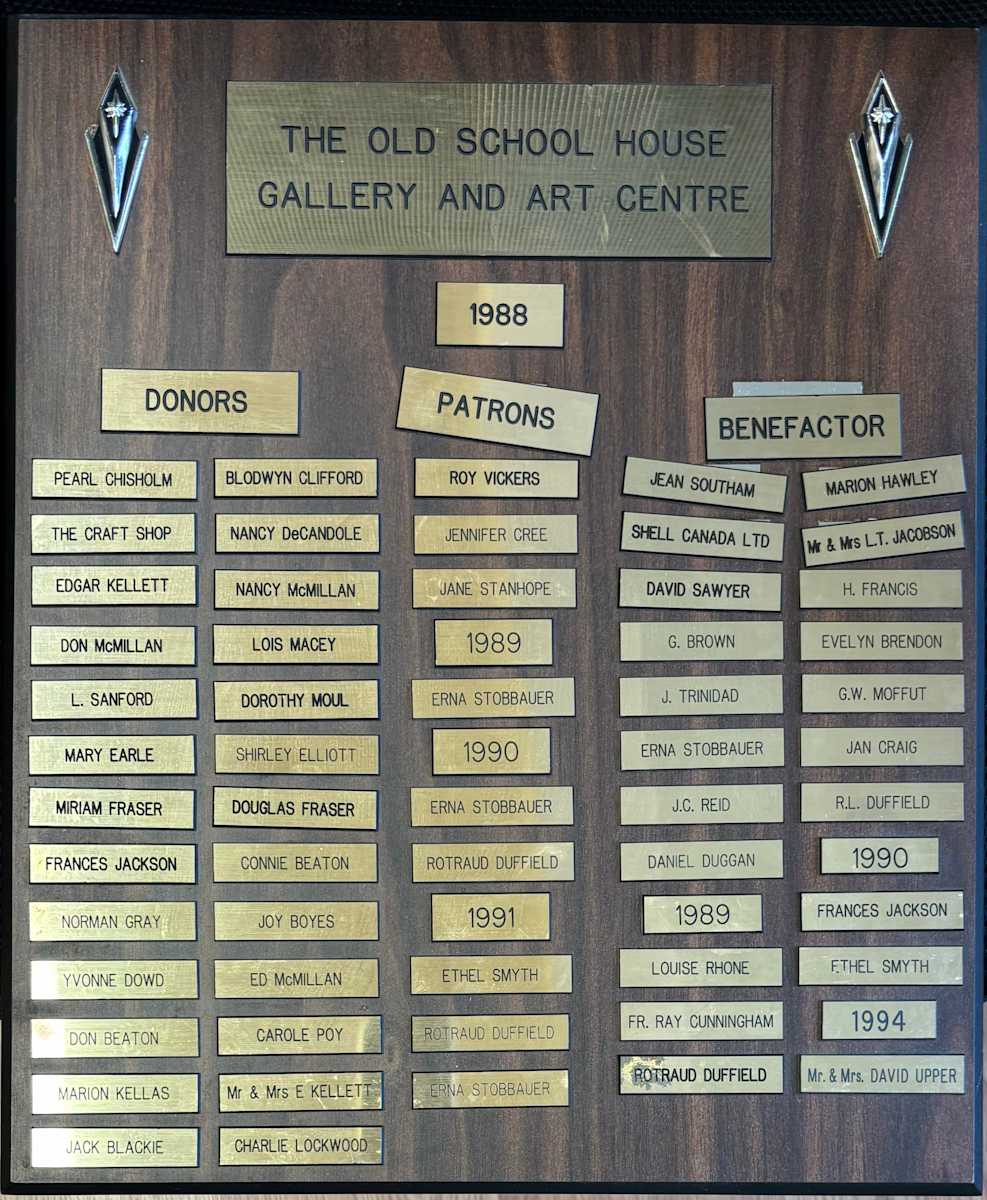 THE OLD SCHOOL HOUSE
GALLERY AND ART CENTRE
1988
DONORS
PEARL CHISHOLM
THE CRAFT SHOP
EDGAR KELLETT
DON McMILLAN
L. SANFORD
MARY EARLE
MIRIAM FRASER
FRANCES JACKSON
NORMAN GRAY
YVONNE DOWD
DON BEATON
MARION KELLAS
JACK BLACKIE
BLODWYN CLIFFORD
NANCY DeCANDOLE
NANCY McMILLAN
LOIS MACEY
DOROTHY MOUL
SHIRLEY ELLIOTT
DOUGLAS FRASER
CONNIE BEATON
JOY BOYES
ED McMILLAN
CAROLE POY
Mr & Mrs E KELLETT
CHARLIE LOCKWOOD
PATRONS
ROY VICKERS
JENNIFER CREE
JANE STANHOPE
1989
ERNA STOBBAUER
1990
ERNA STOBBAUER
ROTRAUD DUFFIELD
1991
ETHEL SMYTH
ROTRAUD DUFFIELD
ERNA STOBBAUER
BENEFACTOR
JEAN SOUTHAM
SHELL CANADA LTD
DAVID SAWYER
G. BROWN
J. TRINIDAD
ERNA STOBBAUER
J.C. REID
DANIEL DUGGAN
1989
LOUISE RHONE
FR. RAY CUNNINGHAM
ROTRAUD DUFFIELD
MARION HAWLEY
Mr & Mrs L.T. JACOBSON
H. FRANCIS
EVELYN BRENDON
G.W. MOFFUT
JAN CRAIG
R.L. DUFFIELD
1990
FRANCES JACKSON
ETHEL SMYTH
1994
Mr. & Mrs. DAVID UPPER